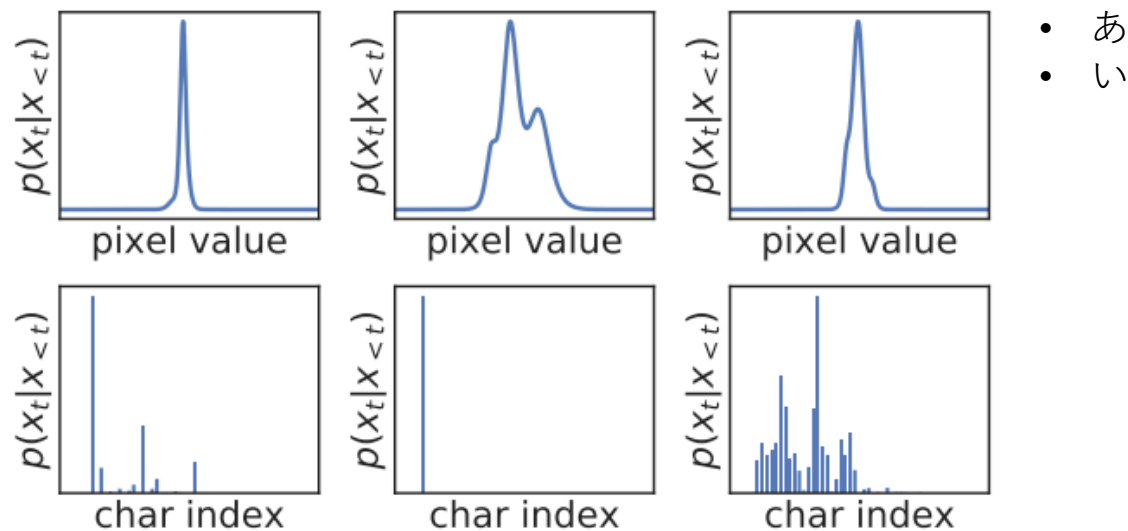 p(x_t|x_{<t})
pixel value
p(x_t|x_{<t})
pixel value
p(x_t|x_{<t})
pixel value
• あ
• い
p(x_t|x_{<t})
char index
p(x_t|x_{<t})
char index
p(x_t|x_{<t})
char index